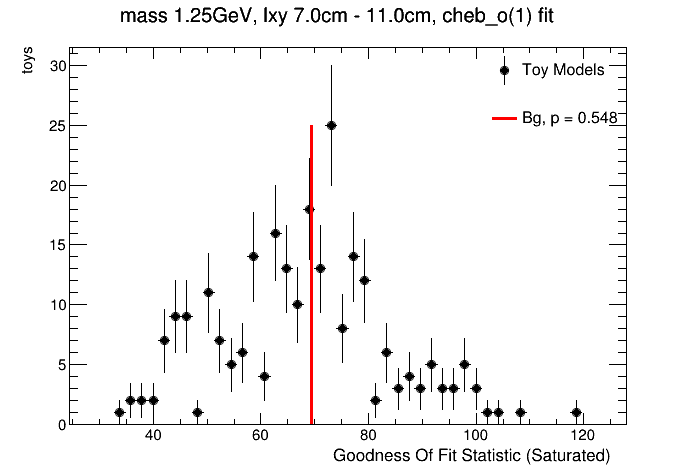 mass 1.25GeV, lxy 7.0cm - 11.0cm, cheb_o(1) fit
toys
30
25
20
15
10
5
0
Toy Models
Bg, p = 0.548
40 60 80 100 120
Goodness Of Fit Statistic (Saturated)